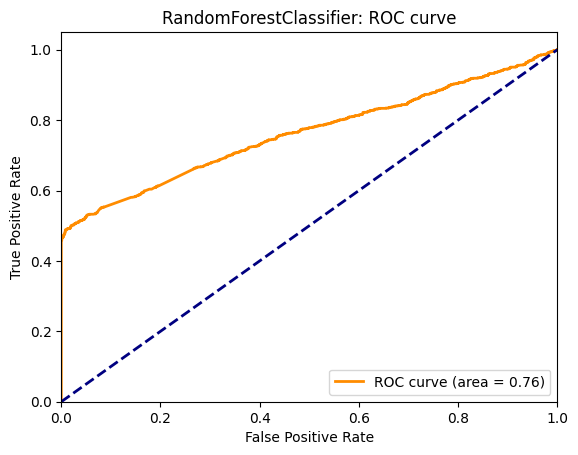 RandomForestClassifier: ROC curve
True Positive Rate
1.0
0.8
0.6
0.4
0.2
0.0
ROC curve (area = 0.76)
0.0 0.2 0.4 0.6 0.8 1.0
False Positive Rate